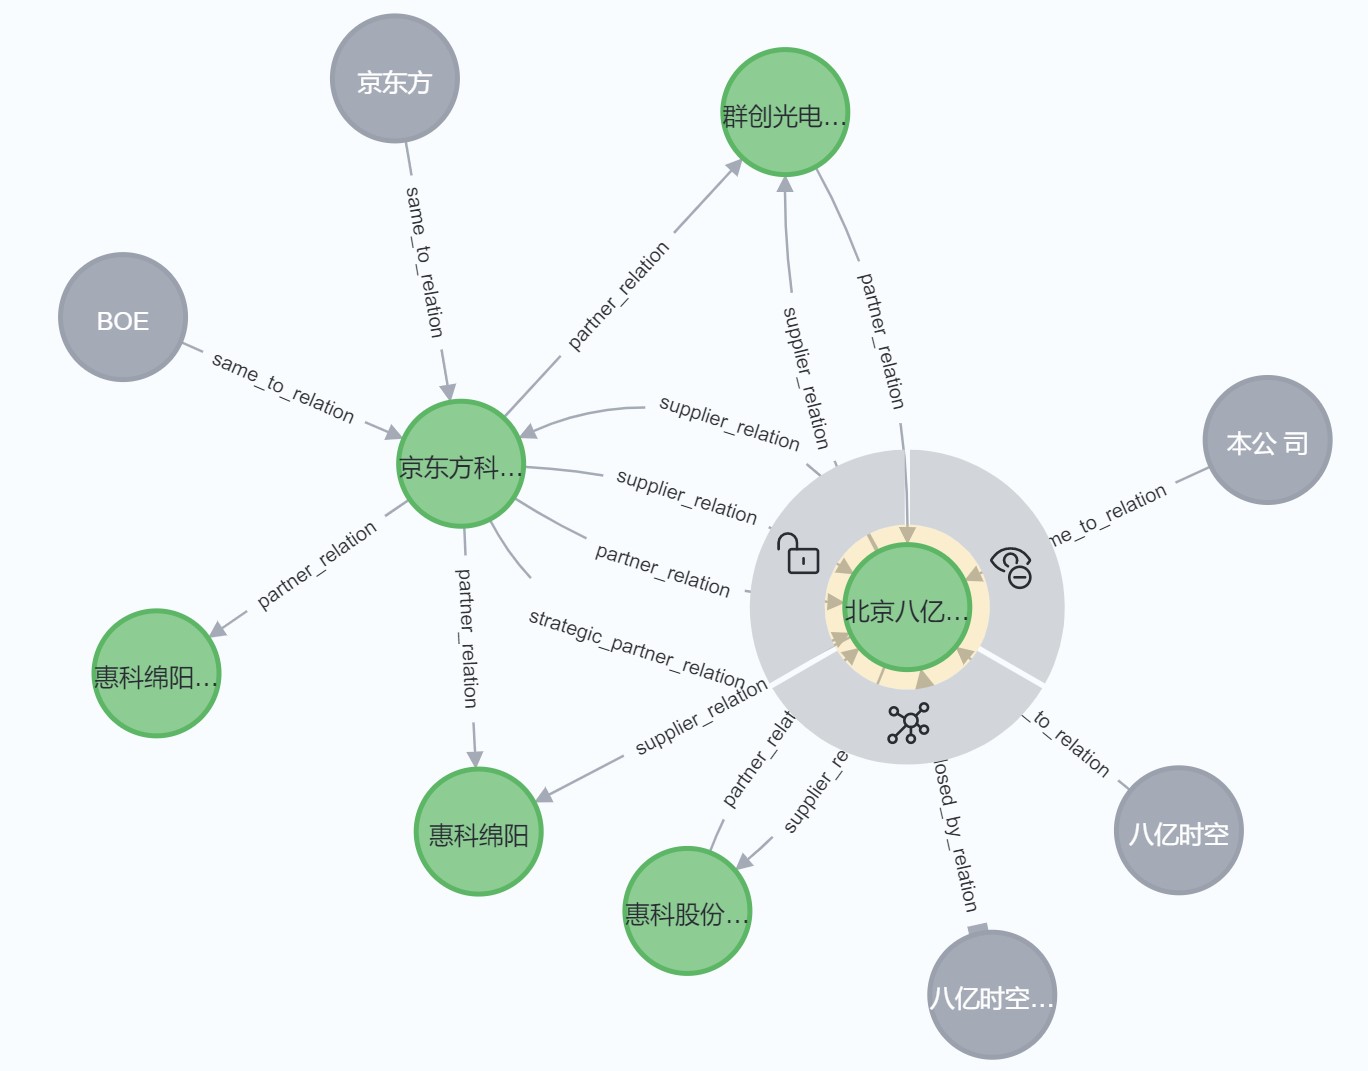 京东方
群创光电...
same_to_relation
partner_relation
BOE
same_to_relation
supplier_relation
partner_relation
supplier_relation
本公 司
京东方科...
supplier_relation
me_to_relation
partner_relation
partner_relation
北京八亿...
partner_relation
strategic_partner_relation
惠科绵阳...
supplier_relation
partner_relat
supplier_re
_to_relation
losed_by_relation
惠科绵阳
八亿时空
惠科股份...
八亿时空...